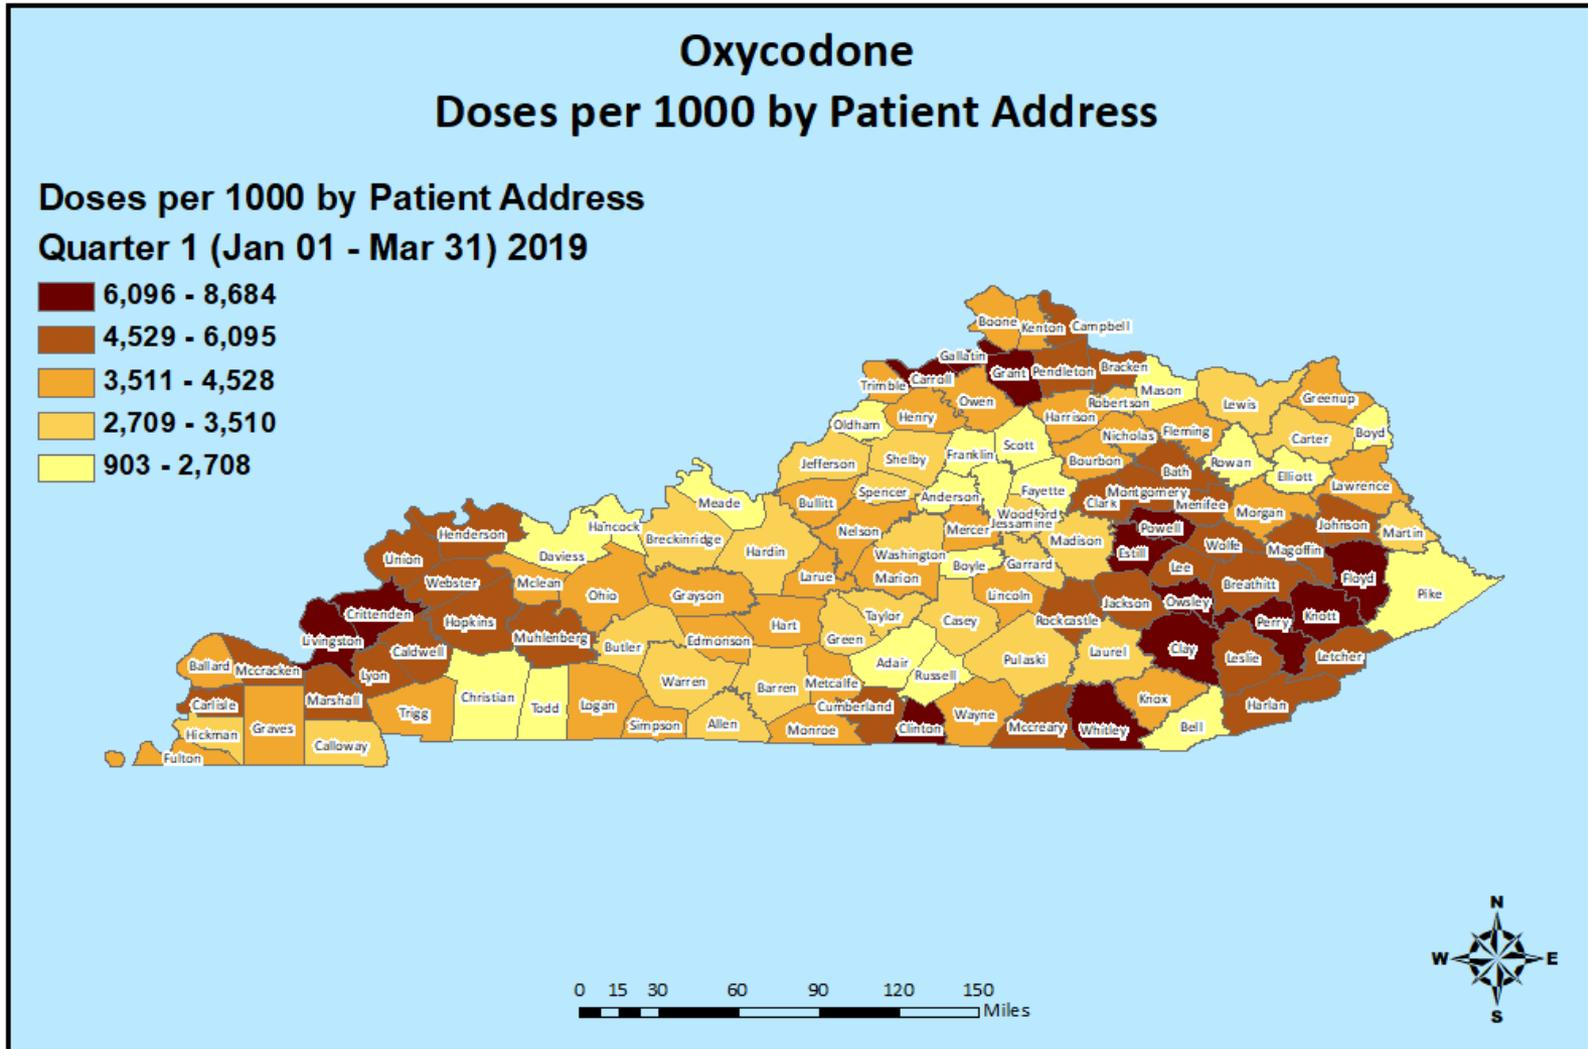 Oxycodone
Doses per 1000 by Patient Address
Doses per 1000 by Patient Address
Quarter 1 (Jan 01 - Mar 31) 2019
6,096 - 8,684
4,529 - 6,095
3,511 - 4,528
2,709 - 3,510
903 - 2,708
Boone
Kenton
Campbell
Gallatin
Trimble
Carroll
Grant
Pendleton
Bracken
Mason
Owen
Robertson
Lewis
Greenup
Oldham
Henry
Harrison
Nicholas
Fleming
Carter
Boyd
Jefferson
Shelby
Franklin
Scott
Bourbon
Bath
Rowan
Elliott
Lawrence
Meade
Bullitt
Spencer
Anderson
Fayette
Clark
Montgomery
Menifee
Morgan
Johnson
Martin
Henderson
Hancock
Daviess
Breckinridge
Hardin
Nelson
Washington
Mercer
Woodford
Jessamine
Madison
Powell
Estill
Wolfe
Magoffin
Floyd
Pike
Union
Webster
Mclean
Ohio
Grayson
Larue
Marion
Boyle
Garrard
Lee
Breathitt
Crittenden
Livingston
Hopkins
Muhlenberg
Butler
Edmonson
Hart
Green
Taylor
Casey
Lincoln
Rockcastle
Jackson
Owsley
Perry
Knott
Ballard
Mccracken
Lyon
Caldwell
Christian
Todd
Logan
Warren
Barren
Metcalfe
Adair
Russell
Pulaski
Laurel
Clay
Leslie
Letcher
Carlisle
Graves
Marshall
Trigg
Simpson
Allen
Monroe
Cumberland
Clinton
Wayne
Mccreary
Whitley
Knox
Bell
Harlan
Hickman
Fulton
Calloway
N
W
E
S
0 15 30 60 90 120 150
Miles